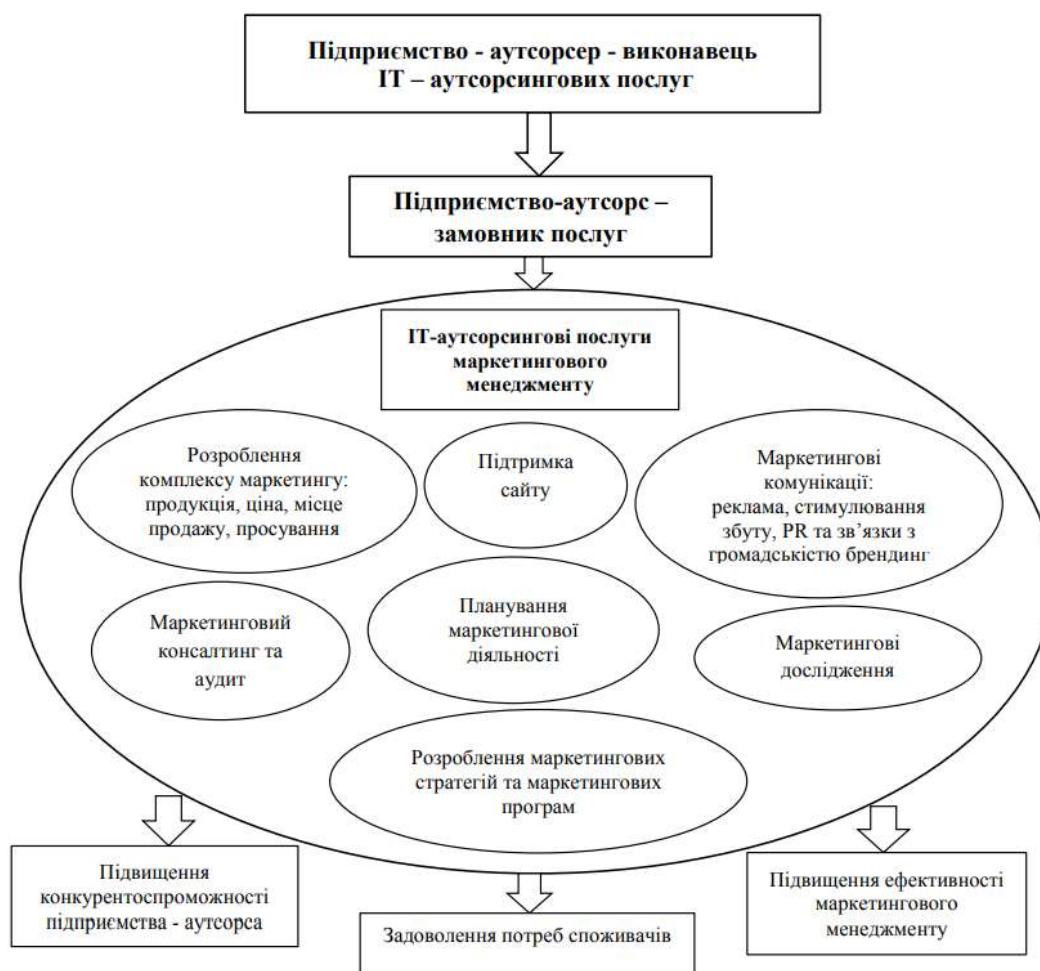 Підприємство - аутсорсер - виконавець
ІТ – аутсорсингових послуг
Підприємство-аутсорс –
замовник послуг
ІТ-аутсорсингові послуги
маркетингового
менеджменту
Розроблення
комплексу маркетингу:
продукція, ціна, місце
продажу, просування
Підтримка
сайту
Маркетингові
комунікації:
реклама, стимулювання
збуту, PR та зв’язки з
громадськістю брендинг
Маркетинговий
консалтинг та
аудит
Планування
маркетингової
діяльності
Маркетингові
дослідження
Розроблення маркетингових
стратегій та маркетингових
програм
Підвищення
конкурентоспроможності
підприємства - аутсорса
Задоволення потреб споживачів
Підвищення ефективності
маркетингового
менеджменту